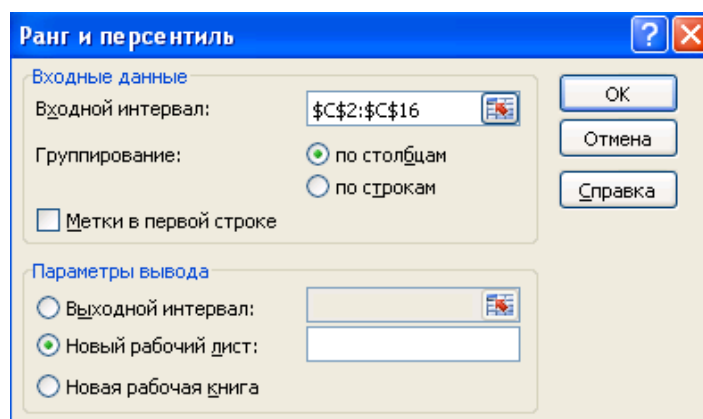 Ранг и персентиль
Входные данные
Входной интервал: $C$2:$C$16
Группирование: по столбцам
по строкам
Метки в первой строке
OK
Отмена
Справка
Параметры вывода
Выходной интервал:
Новый рабочий лист:
Новая рабочая книга